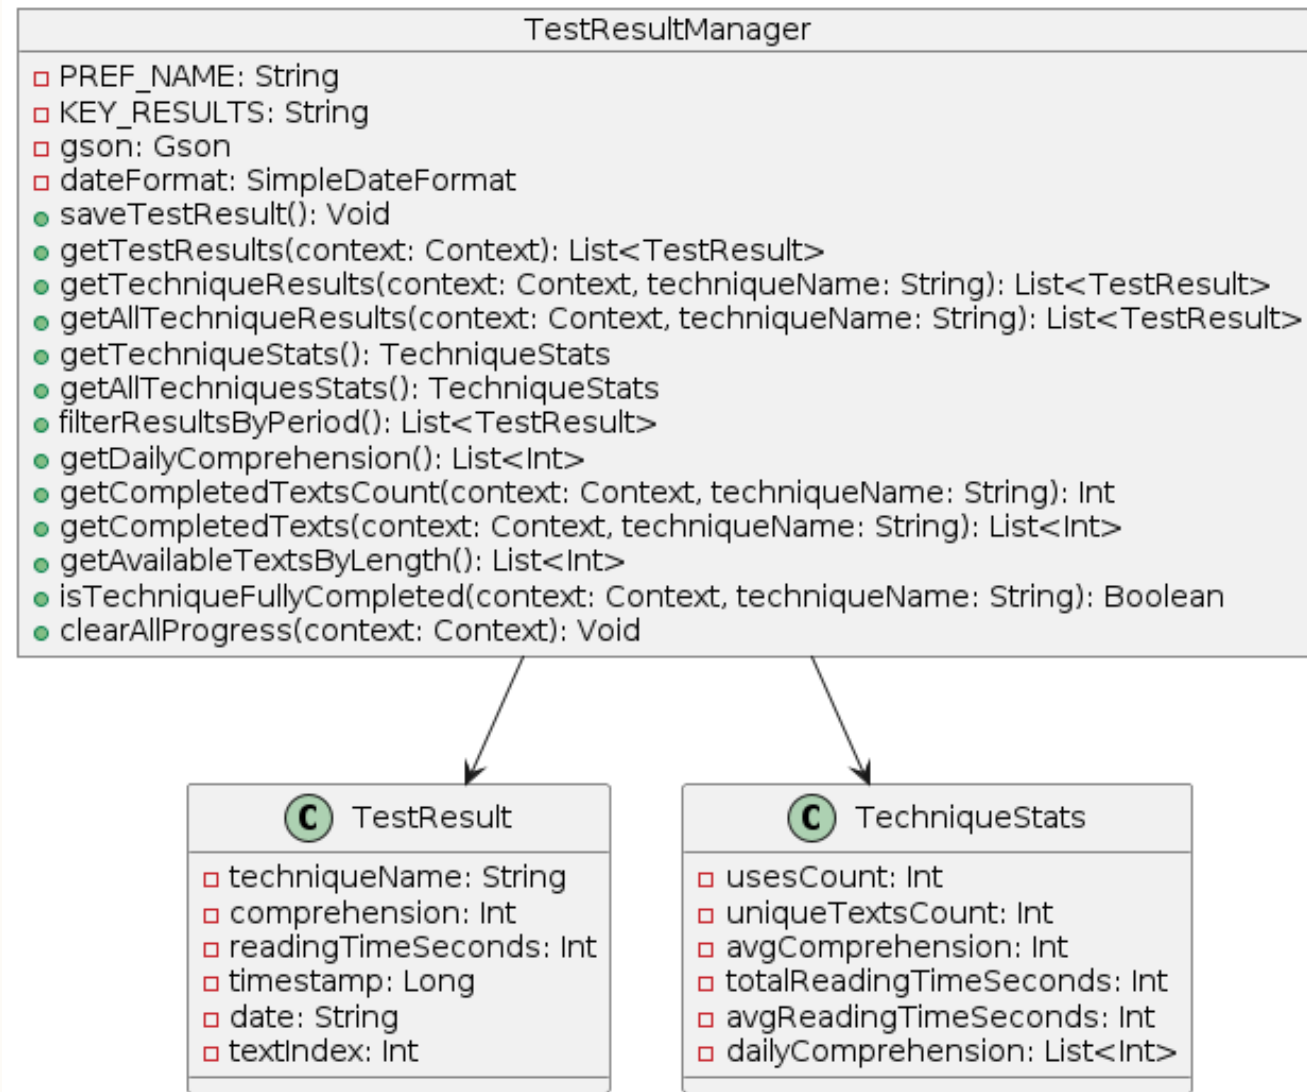 TestResultManager
PREF_NAME: String
KEY_RESULTS: String
gson: Gson
dateFormat: SimpleDateFormat
saveTestResult(): Void
getTestResults(context: Context): List<TestResult>
getTechniqueResults(context: Context, techniqueName: String): List<TestResult>
getAllTechniqueResults(context: Context, techniqueName: String): List<TestResult>
getTechniqueStats(): TechniqueStats
getAllTechniquesStats(): TechniqueStats
filterResultsByPeriod(): List<TestResult>
getDailyComprehension(): List<Int>
getCompletedTextsCount(context: Context, techniqueName: String): Int
getCompletedTexts(context: Context, techniqueName: String): List<Int>
getAvailableTextsByLength(): List<Int>
isTechniqueFullyCompleted(context: Context, techniqueName: String): Boolean
clearAllProgress(context: Context): Void
C TestResult
techniqueName: String
comprehension: Int
readingTimeSeconds: Int
timestamp: Long
date: String
textIndex: Int
C TechniqueStats
usesCount: Int
uniqueTextsCount: Int
avgComprehension: Int
totalReadingTimeSeconds: Int
avgReadingTimeSeconds: Int
dailyComprehension: List<Int>